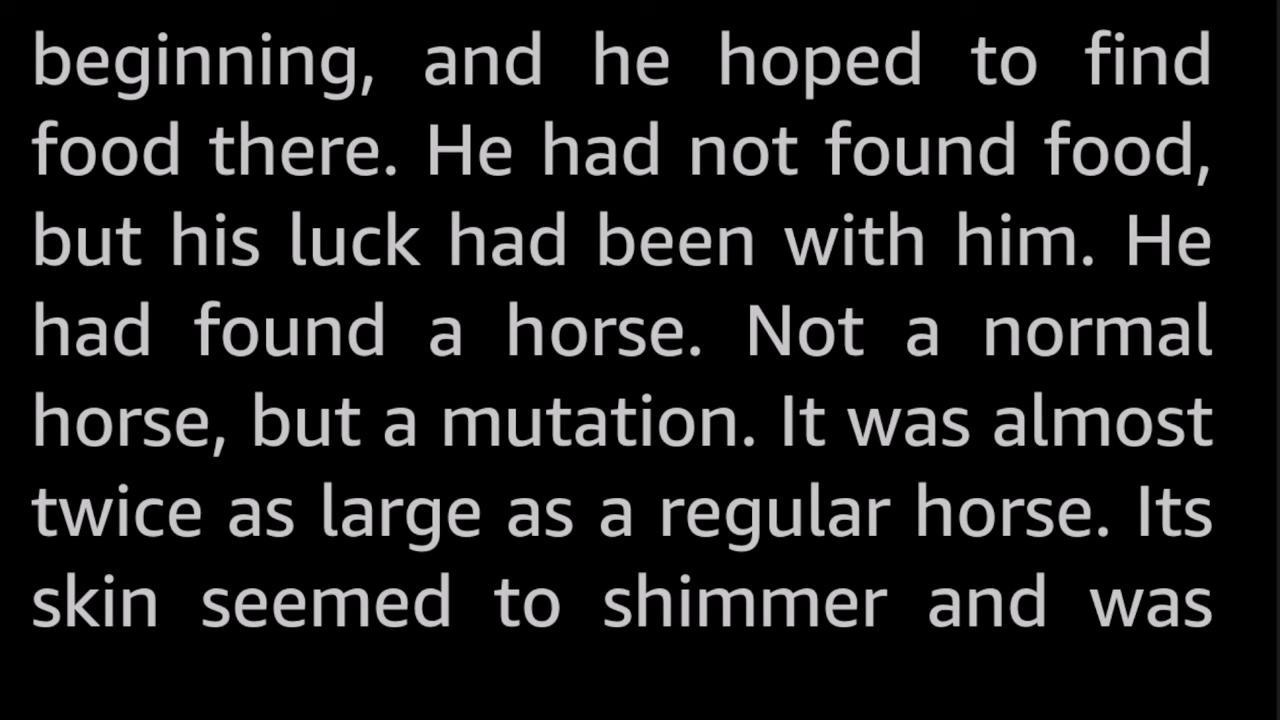 beginning, and he hoped to find
food there. He had not found food,
but his luck had been with him. He
had found a horse. Not a normal
horse, but a mutation. It was almost
twice as large as a regular horse. Its
skin seemed to shimmer and was